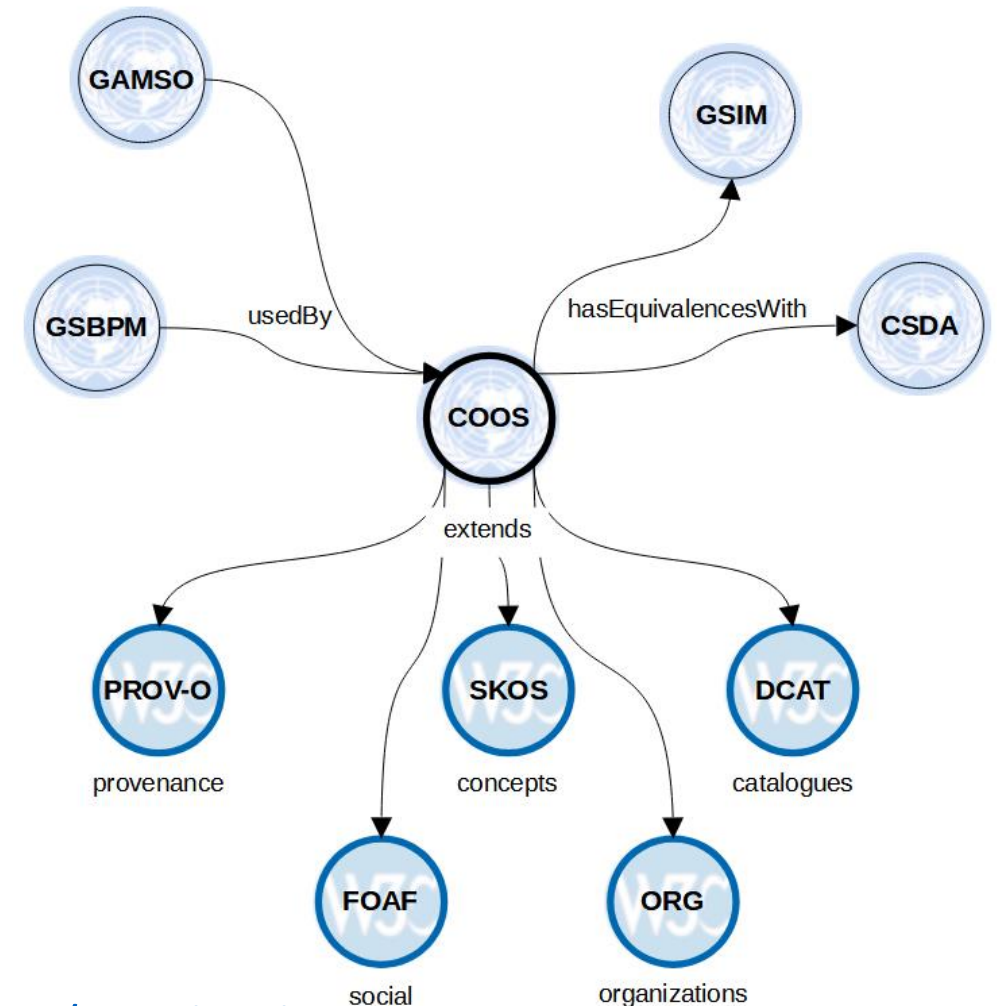 GAMSO
GSIM
usedBy
hasEquivalencesWith
GSBPM
CSDA
COOS
extends
PROV-O
SKOS
DCAT
provenance
concepts
catalogues
FOAF
ORG
social
organizations